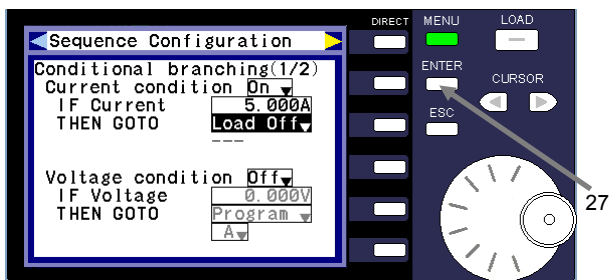 DIRECT MENU LOAD
Sequence Configuration
ENTER
CURSOR
ESC
Conditional branching(1/2)
Current condition On
IF Current 5.000A
THEN GOTO Load Off
---
Voltage condition Off
IF Voltage 0.000V
THEN GOTO Program
A
27